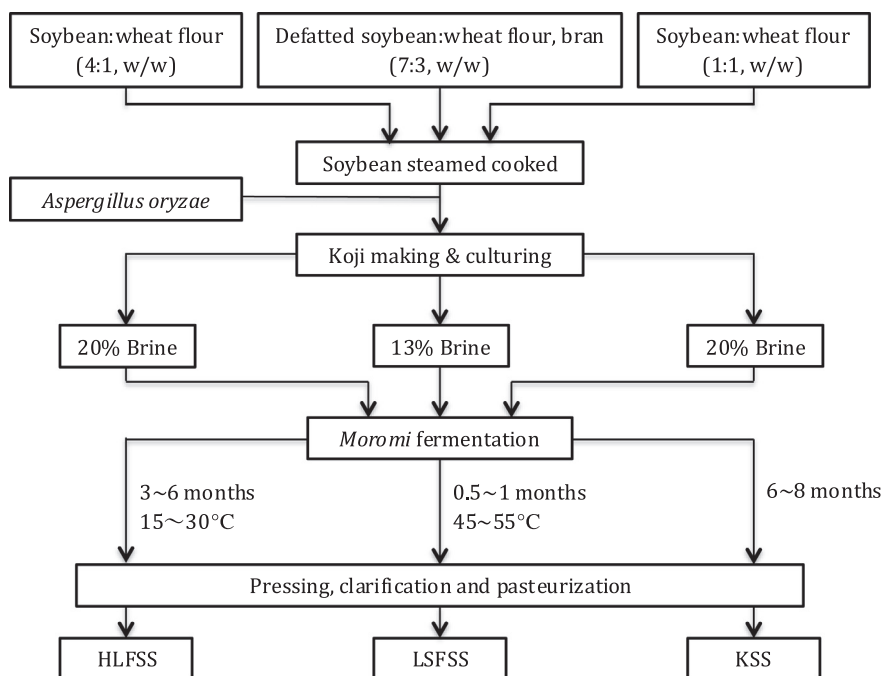 Soybean:wheat flour
(4:1, w/w)
Defatted soybean:wheat flour, bran
(7:3, w/w)
Soybean:wheat flour
(1:1, w/w)
Soybean steamed cooked
Aspergillus oryzae
Koji making & culturing
20% Brine
13% Brine
20% Brine
Moromi fermentation
3~6 months
15～30°C
0.5~1 months
45~55°C
6~8 months
Pressing, clarification and pasteurization
HLFSS
LSFSS
KSS